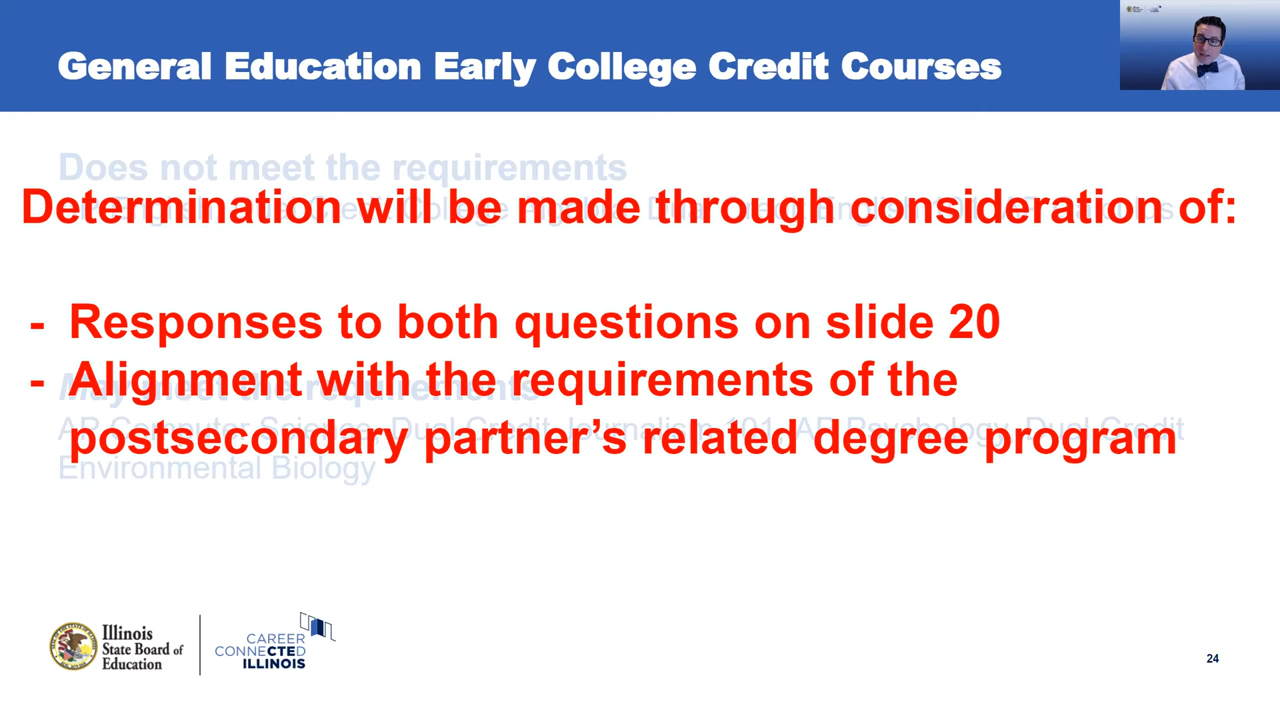 General Education Early College Credit Courses
Does not meet the requirements
Determination will be made through consideration of:
- Responses to both questions on slide 20
- Alignment with the requirements of the
May meet the requirements
postsecondary partner's related degree program
AP Computer Science, Dual Credit Journalism 101, AP Psychology, Dual Credit
Environmental Biology
Illinois
State Board of
Education
CAREER
CONNECTED
ILLINOIS
24